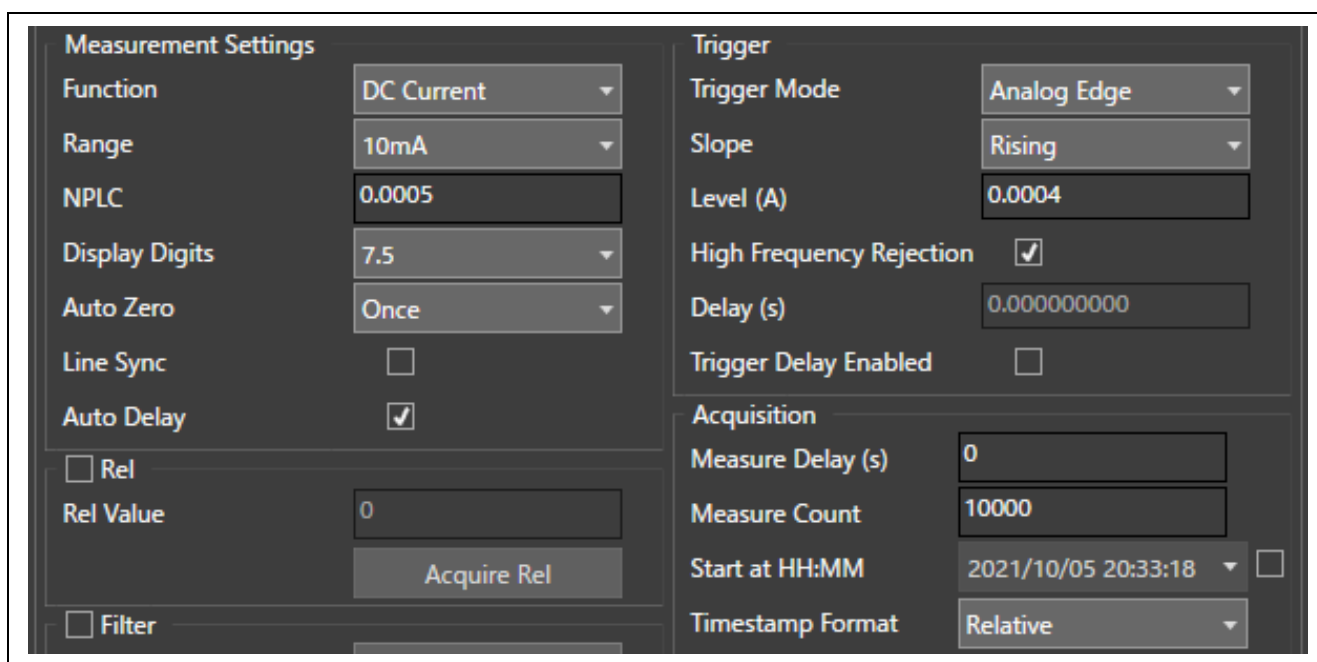 Measurement Settings
Function DC Current
Range 10mA
NPLC 0.0005
Display Digits 7.5
Auto Zero Once
Line Sync
Auto Delay
Rel
Rel Value 0
Acquire Rel
Filter
Trigger
Trigger Mode Analog Edge
Slope Rising
Level (A) 0.0004
High Frequency Rejection
Delay (s) 0.000000000
Trigger Delay Enabled
Acquisition
Measure Delay (s) 0
Measure Count 10000
Start at HH:MM 2021/10/05 20:33:18
Timestamp Format Relative